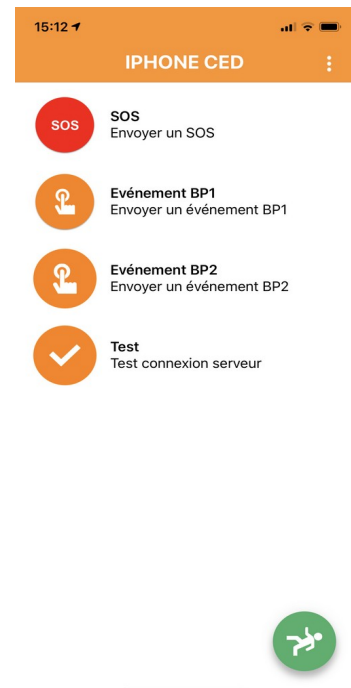 15:12
IPHONE CED
SOS
SOS
Envoyer un SOS
Evénement BP1
Envoyer un événement BP1
Evénement BP2
Envoyer un événement BP2
Test
Test connexion serveur